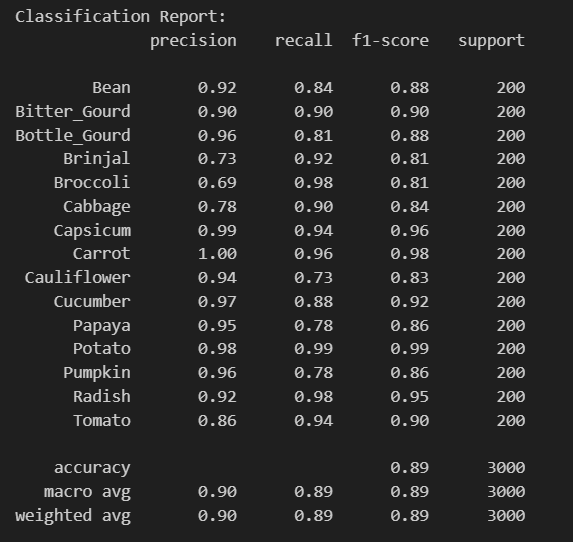 Classification Report:
precision recall f1-score support
Bean 0.92 0.84 0.88 200
Bitter_Gourd 0.90 0.90 0.90 200
Bottle_Gourd 0.96 0.81 0.88 200
Brinjal 0.73 0.92 0.81 200
Broccoli 0.69 0.98 0.81 200
Cabbage 0.78 0.90 0.84 200
Capsicum 0.99 0.94 0.96 200
Carrot 1.00 0.96 0.98 200
Cauliflower 0.94 0.73 0.83 200
Cucumber 0.97 0.88 0.92 200
Papaya 0.95 0.78 0.86 200
Potato 0.98 0.99 0.99 200
Pumpkin 0.96 0.78 0.86 200
Radish 0.92 0.98 0.95 200
Tomato 0.86 0.94 0.90 200
accuracy 0.89 3000
macro avg 0.90 0.89 0.89 3000
weighted avg 0.90 0.89 0.89 3000